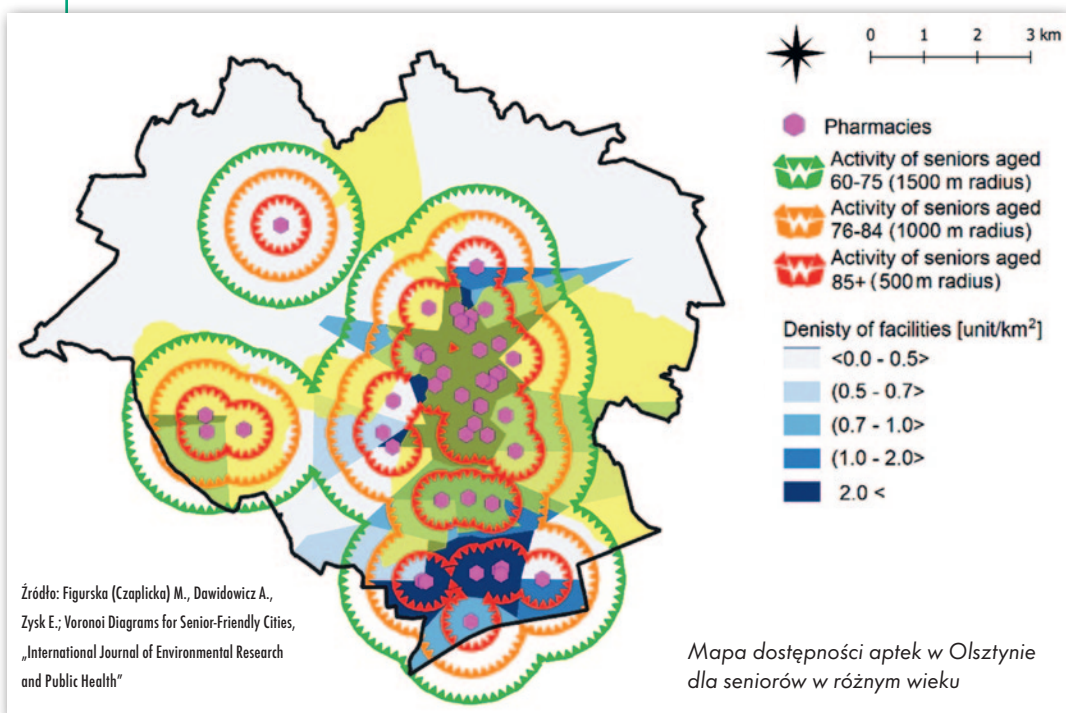 0 1 2 3 km
Pharmacies
Activity of seniors aged
60-75 (1500 m radius)
Activity of seniors aged
76-84 (1000 m radius)
Activity of seniors aged
85+ (500 m radius)
Denisty of facilities [unit/km²]
<0.0 - 0.5>
(0.5 - 0.7>
(0.7 - 1.0>
(1.0 - 2.0>
2.0 <
Źródło: Figurska (Czaplicka) M., Dawidowicz A.,
Zysk E.; Voronoi Diagrams for Senior-Friendly Cities,
„International Journal of Environmental Research
and Public Health”
Mapa dostępności aptek w Olsztynie
dla seniorów w różnym wieku